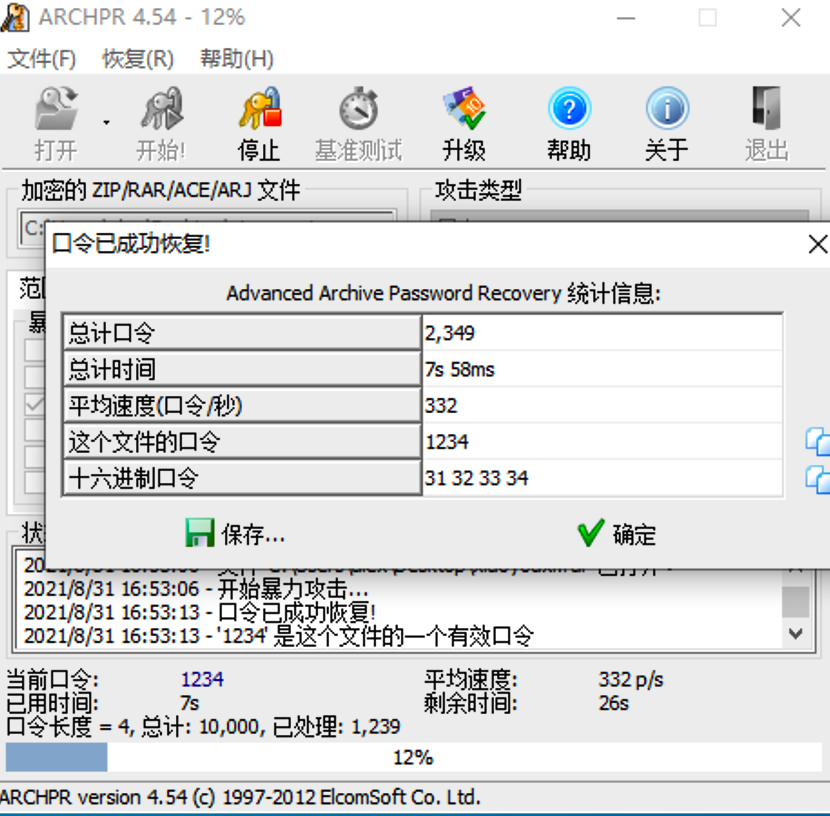 ARCHPR 4.54 - 12%
文件(F) 恢复(R) 帮助(H)
打开 开始! 停止 基准测试 升级 帮助 关于 退出
加密的 ZIP/RAR/ACE/ARJ 文件 攻击类型
C:
口令已成功恢复!
范
Advanced Archive Password Recovery 统计信息:
暴
总计口令 2,349
总计时间 7s 58ms
平均速度(口令/秒) 332
这个文件的口令 1234
十六进制口令 31 32 33 34
保存... 确定
状
2021/8/31 16:53:06 - 开始暴力攻击...
2021/8/31 16:53:13 - 口令已成功恢复!
2021/8/31 16:53:13 - '1234' 是这个文件的一个有效口令
当前口令: 1234 平均速度: 332 p/s
已用时间: 7s 剩余时间: 26s
口令长度 = 4, 总计: 10,000, 已处理: 1,239
12%
ARCHPR version 4.54 (c) 1997-2012 ElcomSoft Co. Ltd.